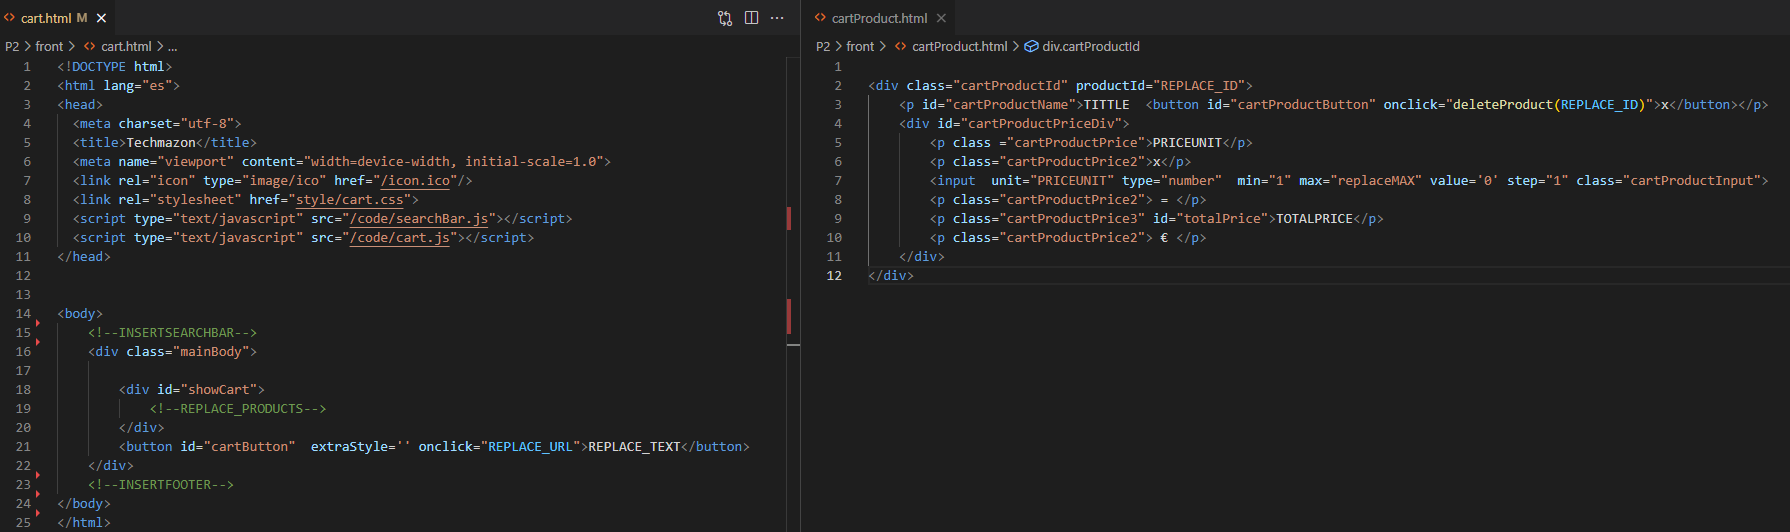 cart.html M
P2 > front > cart.html > ...
1
2
3
4
5
6
7
8
9
10
11
12
13
14
15
16
17
18
19
20
21
22
23
24
25
<!DOCTYPE html>
<html lang="es">
<head>
<meta charset="utf-8">
<title>Techmazon</title>
<meta name="viewport" content="width=device-width, initial-scale=1.0">
<link rel="icon" type="image/ico" href="/icon.ico"/>
<link rel="stylesheet" href="style/cart.css">
<script type="text/javascript" src="/code/searchBar.js"></script>
<script type="text/javascript" src="/code/cart.js"></script>
</head>
<body>
<!--INSERTSEARCHBAR-->
<div class="mainBody">
<div id="showCart">
<!--REPLACE_PRODUCTS-->
</div>
<button id="cartButton"  extraStyle='' onclick="REPLACE_URL">REPLACE_TEXT</button>
</div>
<!--INSERTFOOTER-->
</body>
</html>
cartProduct.html
P2 > front > cartProduct.html > div.cartProductId
1
2
3
4
5
6
7
8
9
10
11
12
<div class="cartProductId" productId="REPLACE_ID">
<p id="cartProductName">TITTLE  <button id="cartProductButton" onclick="deleteProduct(REPLACE_ID)">x</button></p>
<div id="cartProductPriceDiv">
<p class ="cartProductPrice">PRICEUNIT</p>
<p class="cartProductPrice2">x</p>
<input  unit="PRICEUNIT" type="number"  min="1" max="replaceMAX" value='0' step="1" class="cartProductInput">
<p class="cartProductPrice2"> = </p>
<p class="cartProductPrice3" id="totalPrice">TOTALPRICE</p>
<p class="cartProductPrice2"> € </p>
</div>
</div>